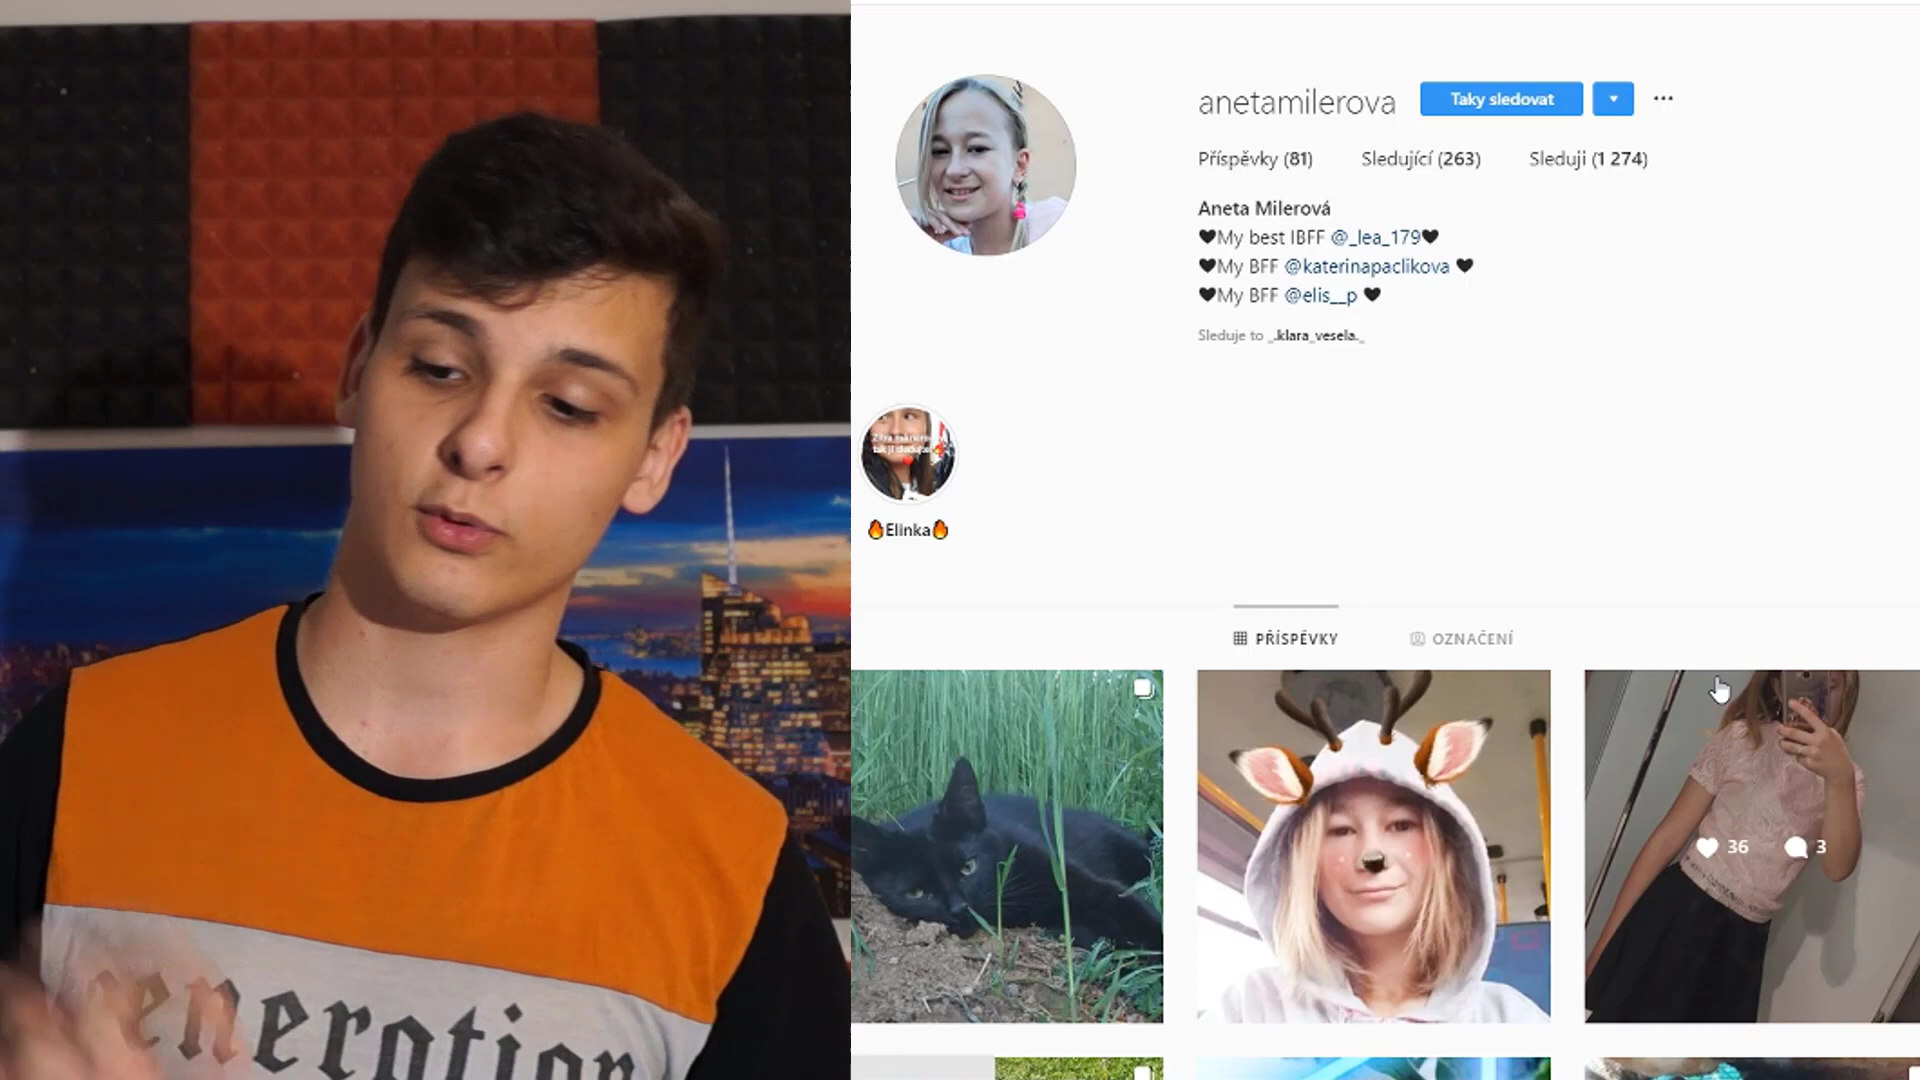 anetamilerova
Taky sledovat
Příspěvky (81)
Sledující (263)
Sleduji (1 274)
Aneta Milerová
🖤My best IBFF @_lea_179🖤
🖤My BFF @katerinapaclikova 🖤
🖤My BFF @elis__p 🖤
Sleduje to _.klara_vesela._
🔥Elinka🔥
PŘÍSPĚVKY
OZNAČENÍ
36
3
eneration